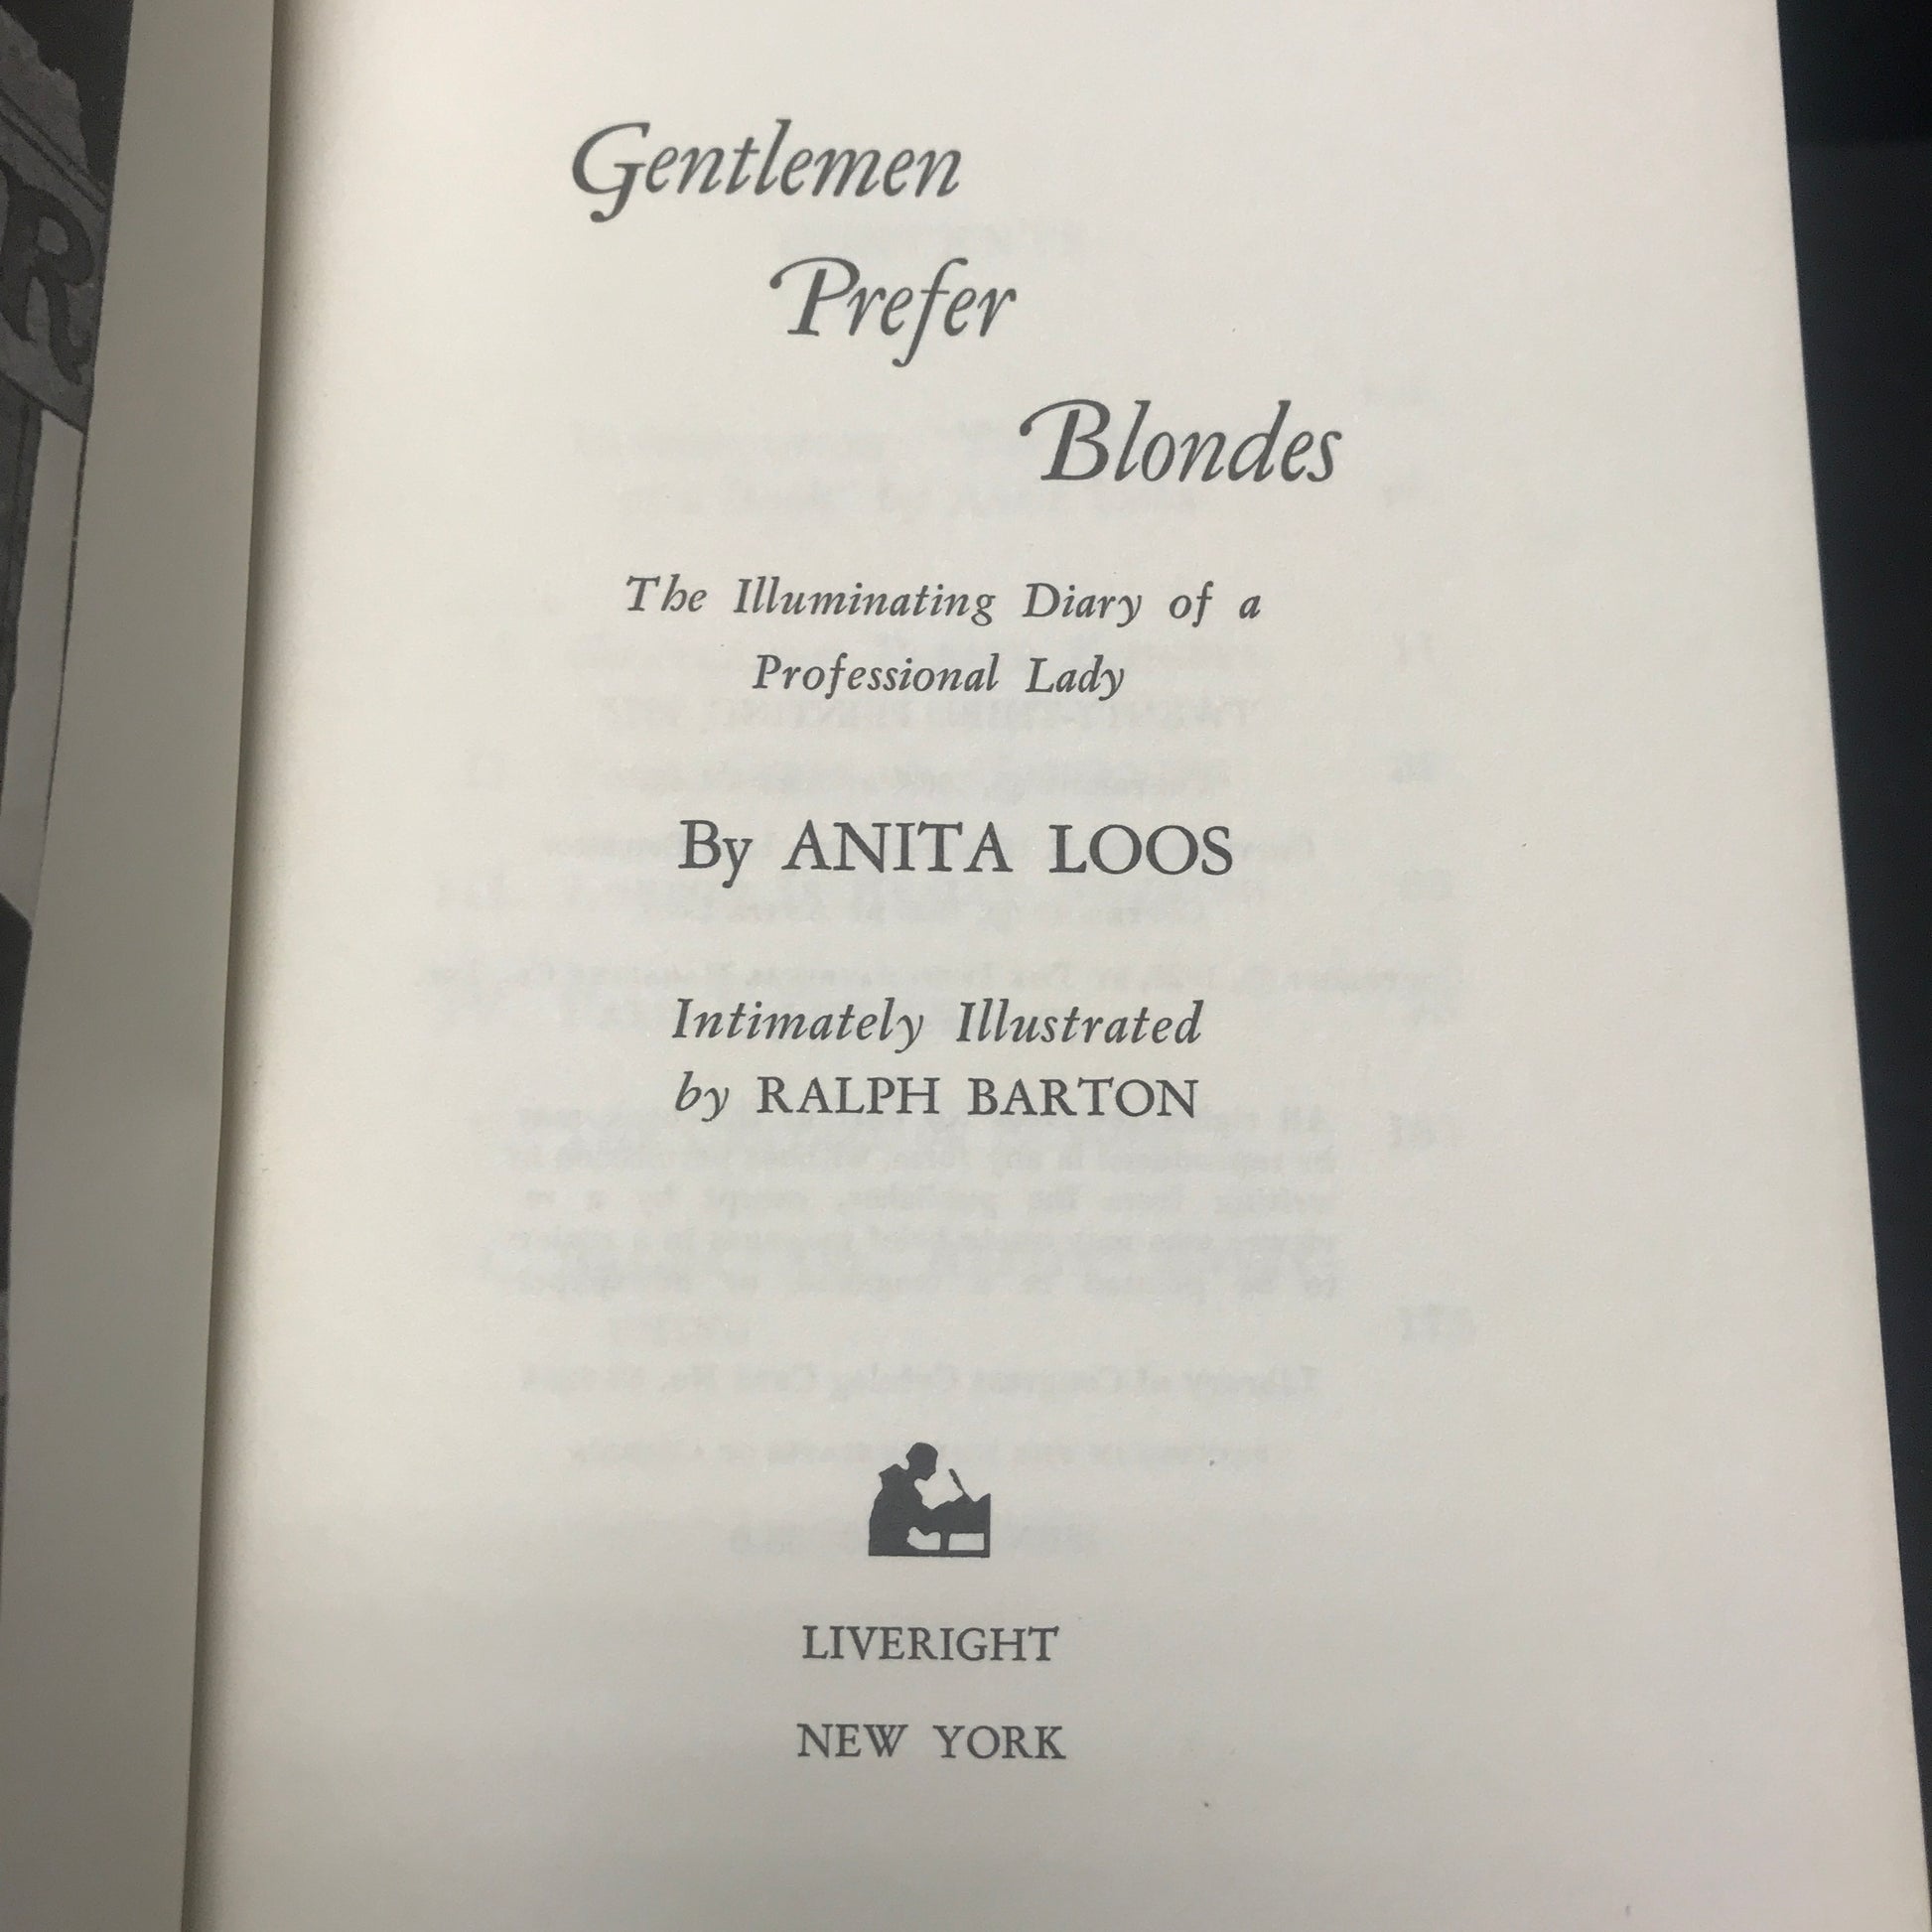 Gentlemen
Prefer
Blondes
The Illuminating Diary of a
Professional Lady
By ANITA LOOS
Intimately Illustrated
by RALPH BARTON
LIVERIGHT
NEW YORK
R